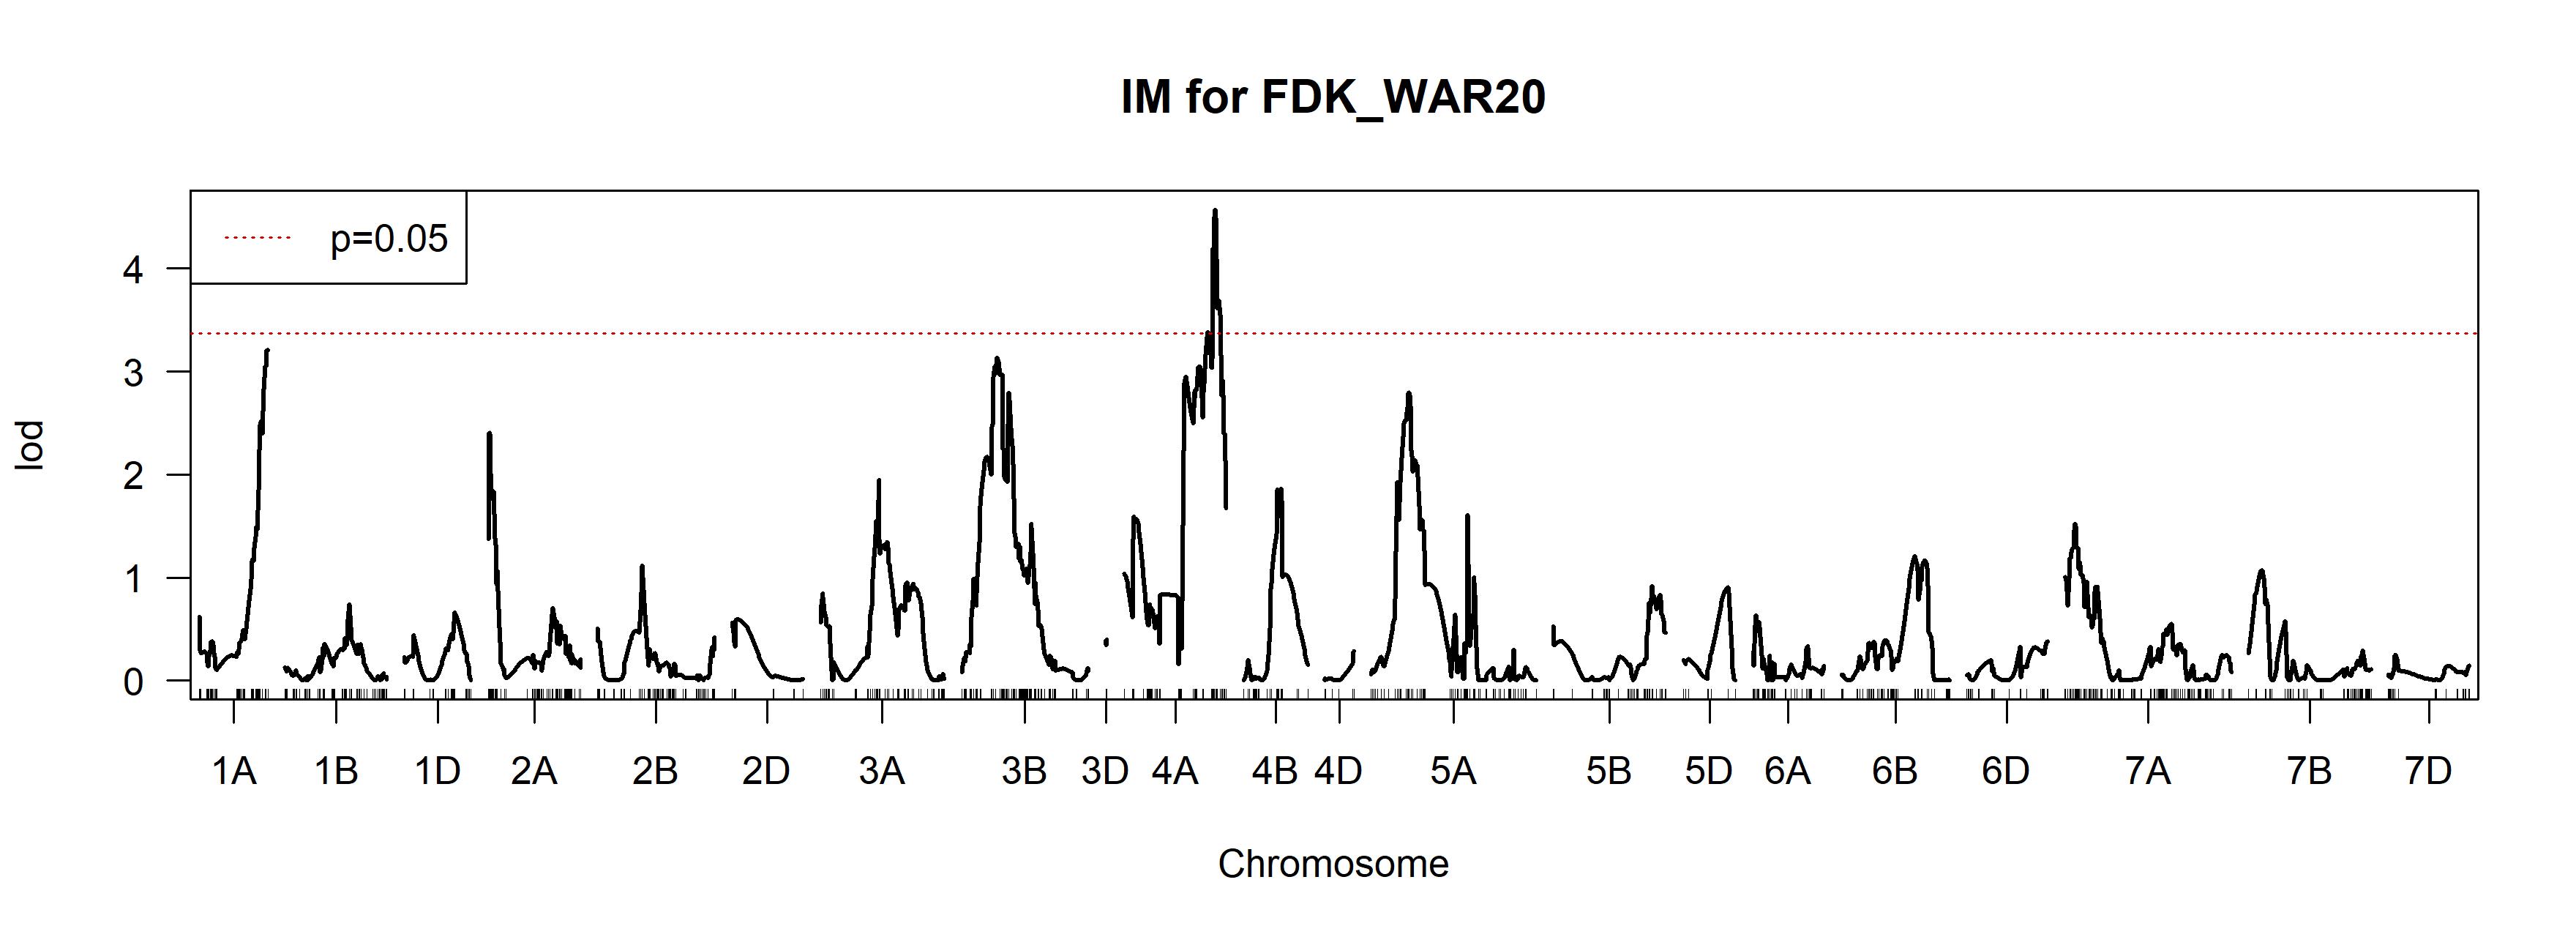 IM for FDK_WAR20
p=0.05
4
3
2
1
0
lod
1A 1B 1D 2A 2B 2D 3A 3B 3D 4A 4B 4D 5A 5B 5D 6A 6B 6D 7A 7B 7D
Chromosome